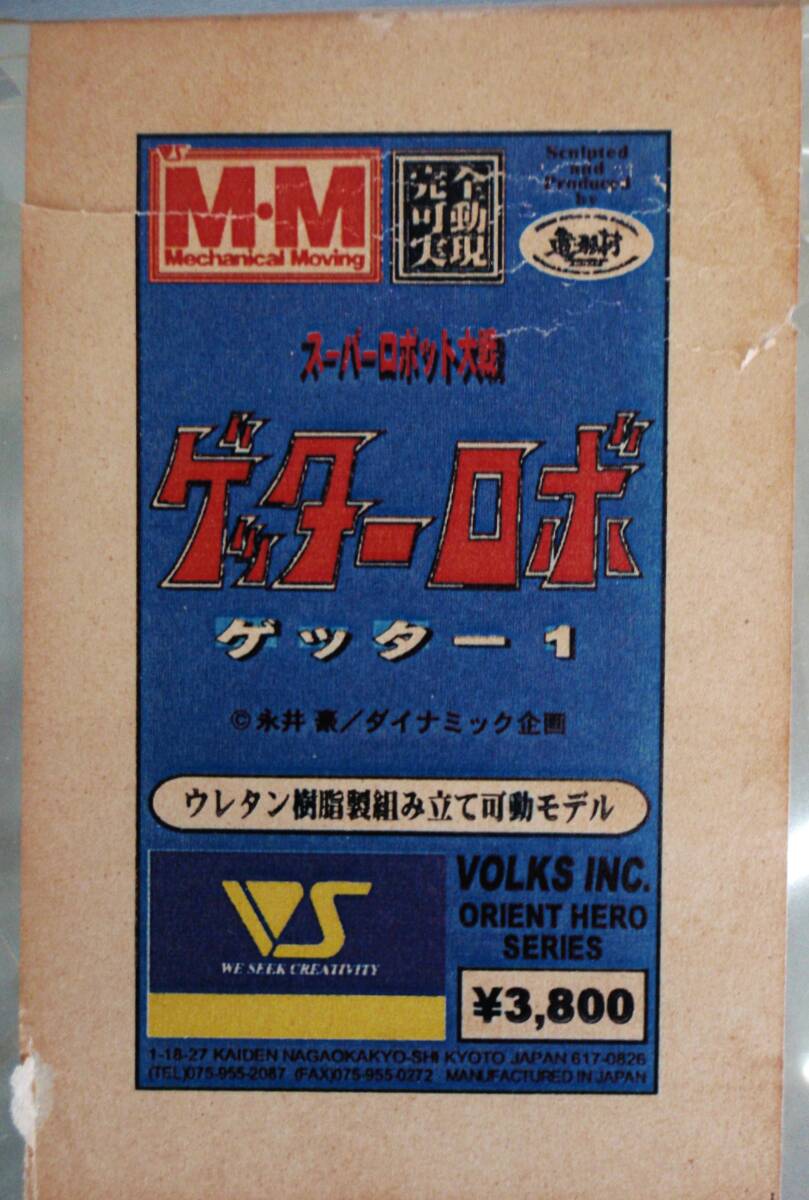 VS
M•M
Mechanical Moving
完全
可動
実現
Sculpted
and
Produced
by
スーパーロボット大戦
ゲッターロボ
ゲッター1
©永井 豪/ダイナミック企画
ウレタン樹脂製組み立て可動モデル
VS
WE SEEK CREATIVITY
VOLKS INC.
ORIENT HERO
SERIES
¥3,800
1-18-27 KAIDEN NAGAOKAKYO-SHI KYOTO JAPAN 617-0826
(TEL)075-955-2087 (FAX)075-955-0272 MANUFACTURED IN JAPAN